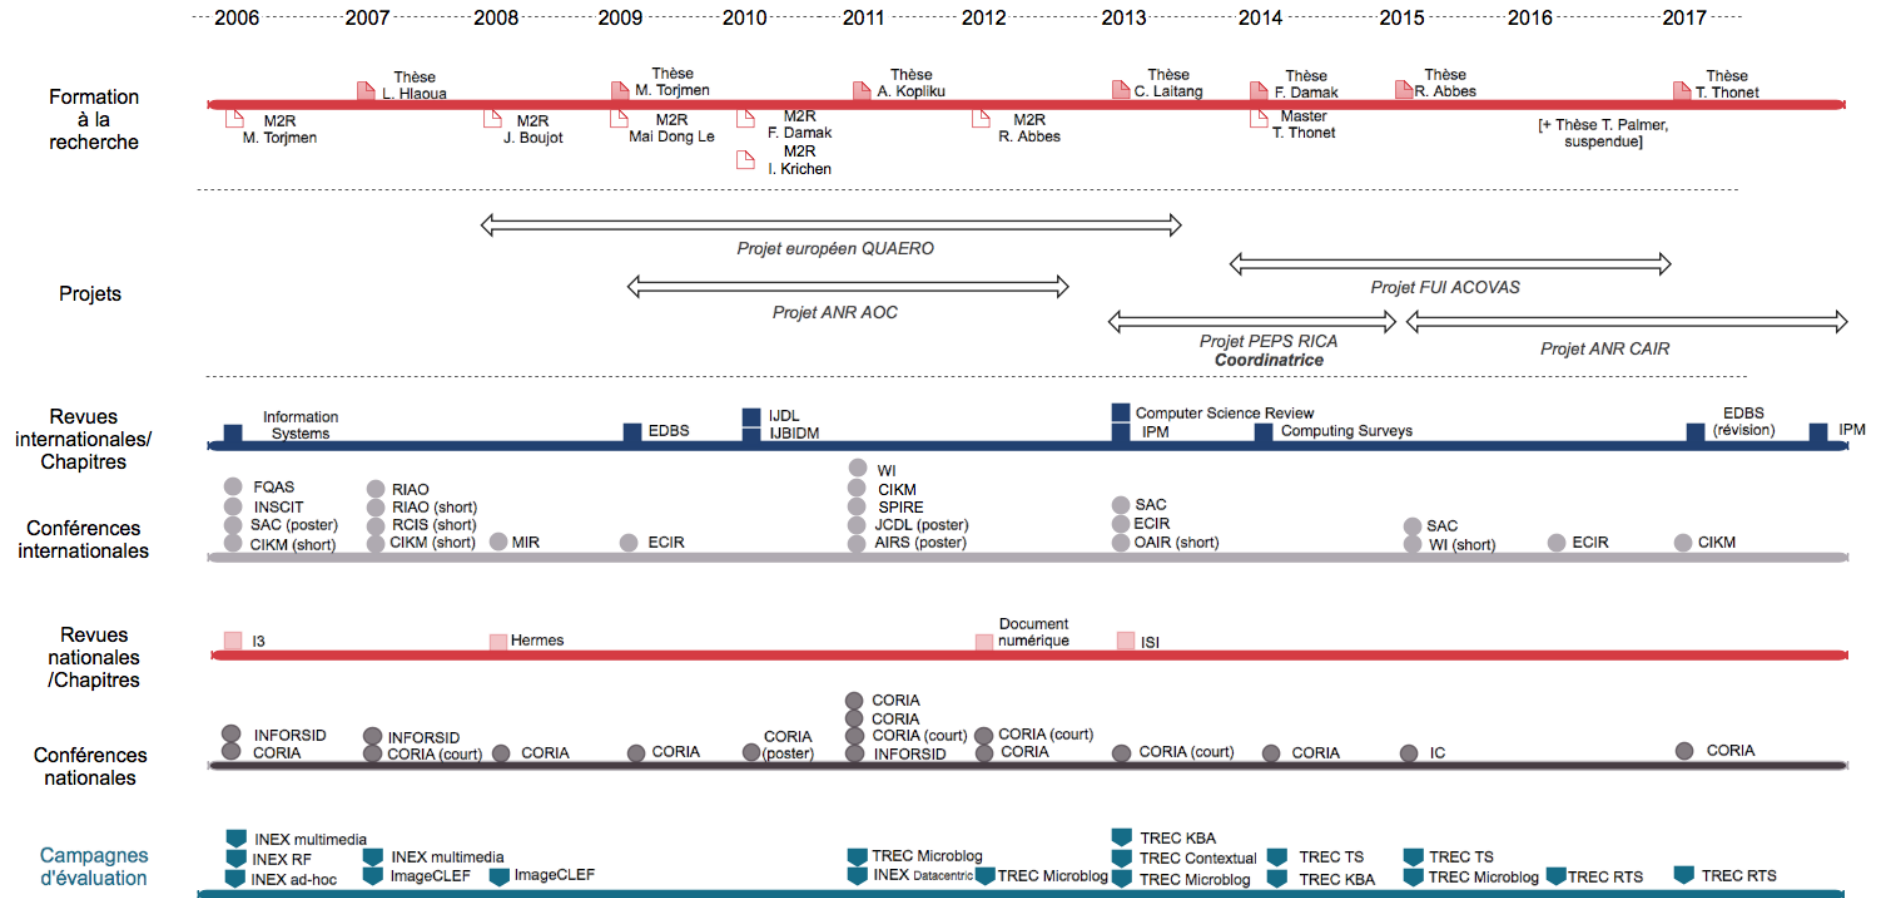 2006 2007 2008 2009 2010 2011 2012 2013 2014 2015 2016 2017
Formation
à la
recherche
Thèse
L. Hlaoua
Thèse
M. Torjmen
Thèse
A. Kopliku
Thèse
C. Laitang
Thèse
F. Damak
Thèse
R. Abbes
Thèse
T. Thonet
M2R
M. Torjmen
M2R
J. Boujot
M2R
Mai Dong Le
M2R
F. Damak
M2R
I. Krichen
M2R
R. Abbes
Master
T. Thonet
[+ Thèse T. Palmer,
suspendue]
Projets
Projet européen QUAERO
Projet FUI ACOVAS
Projet ANR AOC
Projet PEPS RICA
Coordinatrice
Projet ANR CAIR
Revues
internationales/
Chapitres
Information
Systems
EDBS
IJDL
IJBIDM
Computer Science Review
IPM
Computing Surveys
EDBS
(révision)
IPM
Conférences
internationales
FQAS
INSCIT
SAC (poster)
CIKM (short)
RIAO
RIAO (short)
RCIS (short)
CIKM (short)
MIR
ECIR
WI
CIKM
SPIRE
JCDL (poster)
AIRS (poster)
SAC
ECIR
OAIR (short)
SAC
WI (short)
ECIR
CIKM
Revues
nationales
/Chapitres
I3
Hermes
Document
numérique
ISI
Conférences
nationales
INFORSID
CORIA
INFORSID
CORIA (court)
CORIA
CORIA
CORIA
(poster)
CORIA
CORIA
CORIA (court)
INFORSID
CORIA (court)
CORIA
CORIA (court)
CORIA
IC
CORIA
Campagnes
d'évaluation
INEX multimedia
INEX RF
INEX ad-hoc
INEX multimedia
ImageCLEF
ImageCLEF
TREC Microblog
INEX Datacentric
TREC Microblog
TREC KBA
TREC Contextual
TREC Microblog
TREC TS
TREC KBA
TREC TS
TREC Microblog
TREC RTS
TREC RTS